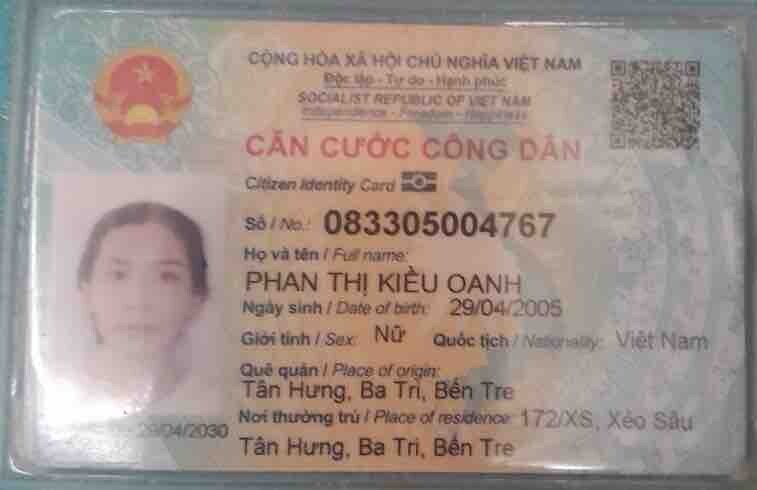 CỘNG HÒA XÃ HỘI CHỦ NGHĨA VIỆT NAM
Độc lập - Tự do - Hạnh phúc
SOCIALIST REPUBLIC OF VIET NAM
Independence - Freedom - Happiness
CĂN CƯỚC CÔNG DÂN
Citizen Identity Card
Số / No.: 083305004767
Họ và tên / Full name:
PHAN THỊ KIỀU OANH
Ngày sinh / Date of birth: 29/04/2005
Giới tính / Sex: Nữ Quốc tịch / Nationality: Việt Nam
Quê quán / Place of origin:
Tân Hưng, Ba Tri, Bến Tre
Nơi thường trú / Place of residence: 172/XS, Xẻo Sâu
29/04/2030
Tân Hưng, Ba Tri, Bến Tre